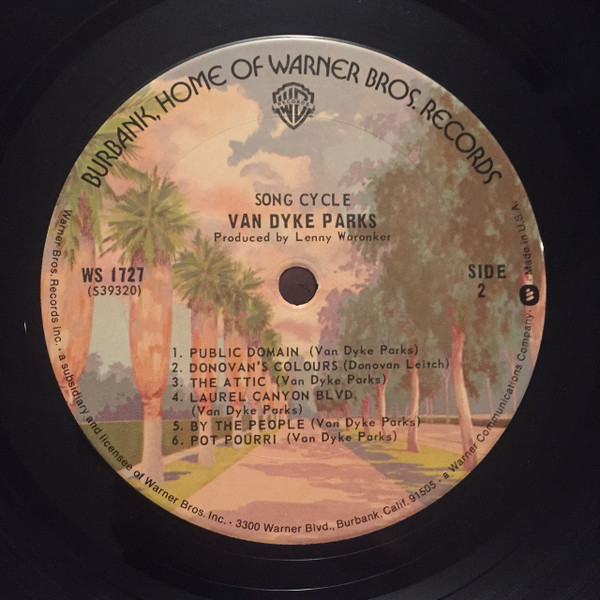 BURBANK, HOME OF WARNER BROS. RECORDS
RECORDS
SONG CYCLE
VAN DYKE PARKS
Produced by Lenny Waronker
WS 1727
(S39320)
SIDE
2
1. PUBLIC DOMAIN (Van Dyke Parks)
2. DONOVAN'S COLOURS (Donovan Leitch)
3. THE ATTIC (Van Dyke Parks)
4. LAUREL CANYON BLVD.
(Van Dyke Parks)
5. BY THE PEOPLE (Van Dyke Parks)
6. POT POURRI (Van Dyke Parks)
Warner Bros. Records Inc. • a subsidiary and licensee of Warner Bros. Inc. • 3300 Warner Blvd., Burbank, Calif. 91505 • a Warner Communications Company • Made in U.S.A.